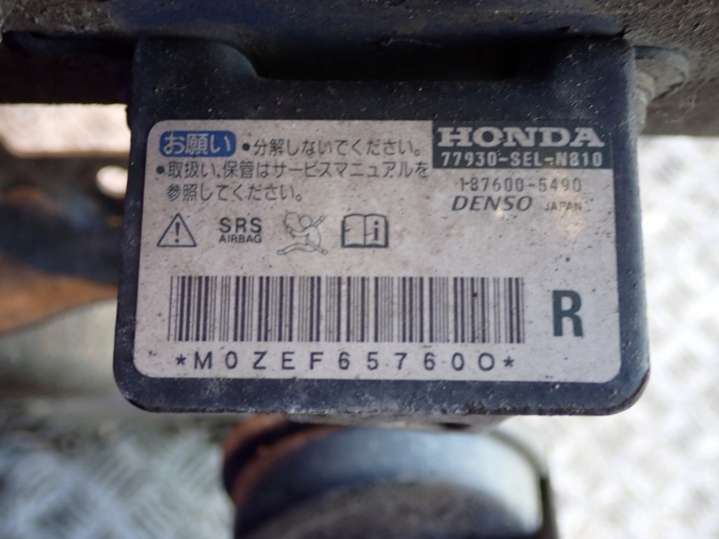 お願い ●分解しないでください。
●取扱い、保管はサービスマニュアルを
参照してください。
HONDA
77930-SEL-N810
187600-5490
DENSO JAPAN
SRS
AIRBAG
i
R
*M0ZEF657600*